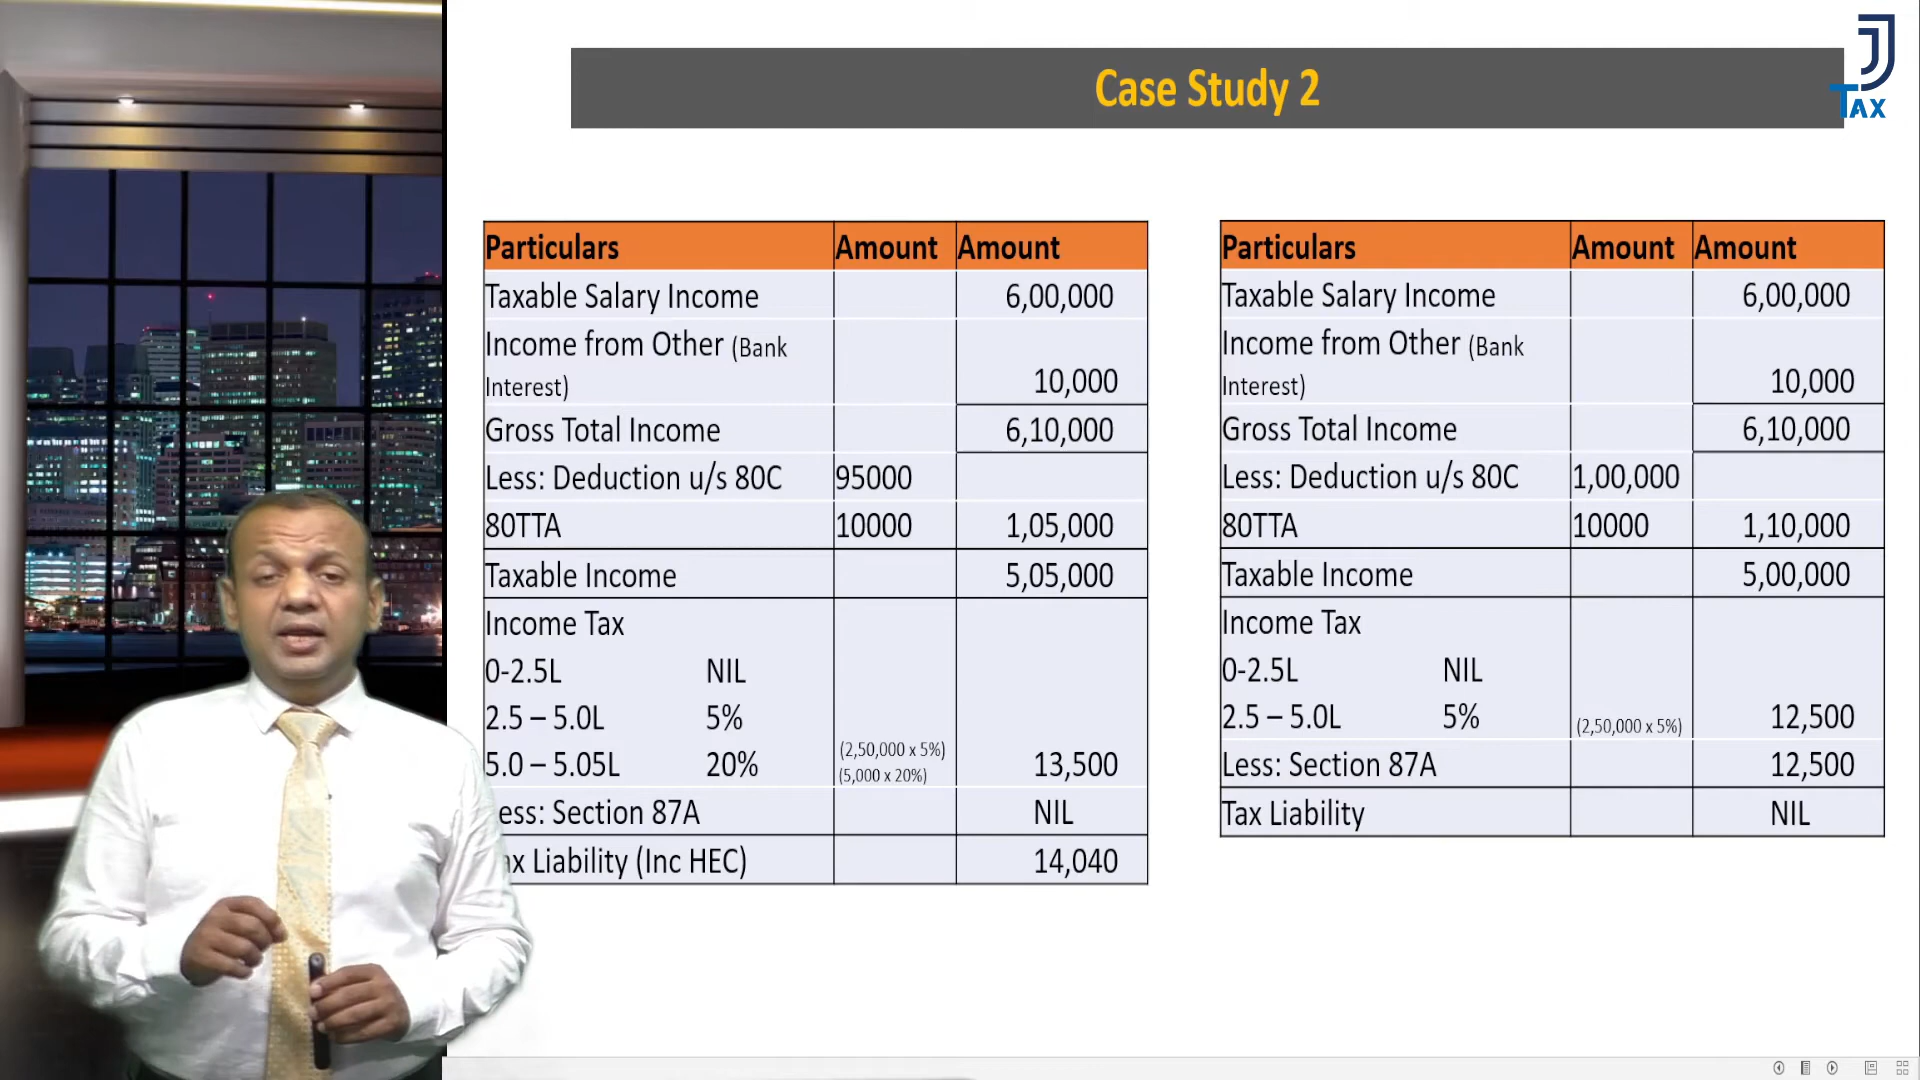 Case Study 2
J
TAX
Particulars Amount Amount
Taxable Salary Income 6,00,000
Income from Other (Bank
Interest) 10,000
Gross Total Income 6,10,000
Less: Deduction u/s 80C 95000
80TTA 10000 1,05,000
Taxable Income 5,05,000
Income Tax
0-2.5L NIL
2.5 – 5.0L 5%
(2,50,000 x 5%)
5.0 – 5.05L 20% 13,500
(5,000 x 20%)
ess: Section 87A NIL
ax Liability (Inc HEC) 14,040
Particulars Amount Amount
Taxable Salary Income 6,00,000
Income from Other (Bank
Interest) 10,000
Gross Total Income 6,10,000
Less: Deduction u/s 80C 1,00,000
80TTA 10000 1,10,000
Taxable Income 5,00,000
Income Tax
0-2.5L NIL
2.5 – 5.0L 5% (2,50,000 x 5%) 12,500
Less: Section 87A 12,500
Tax Liability NIL